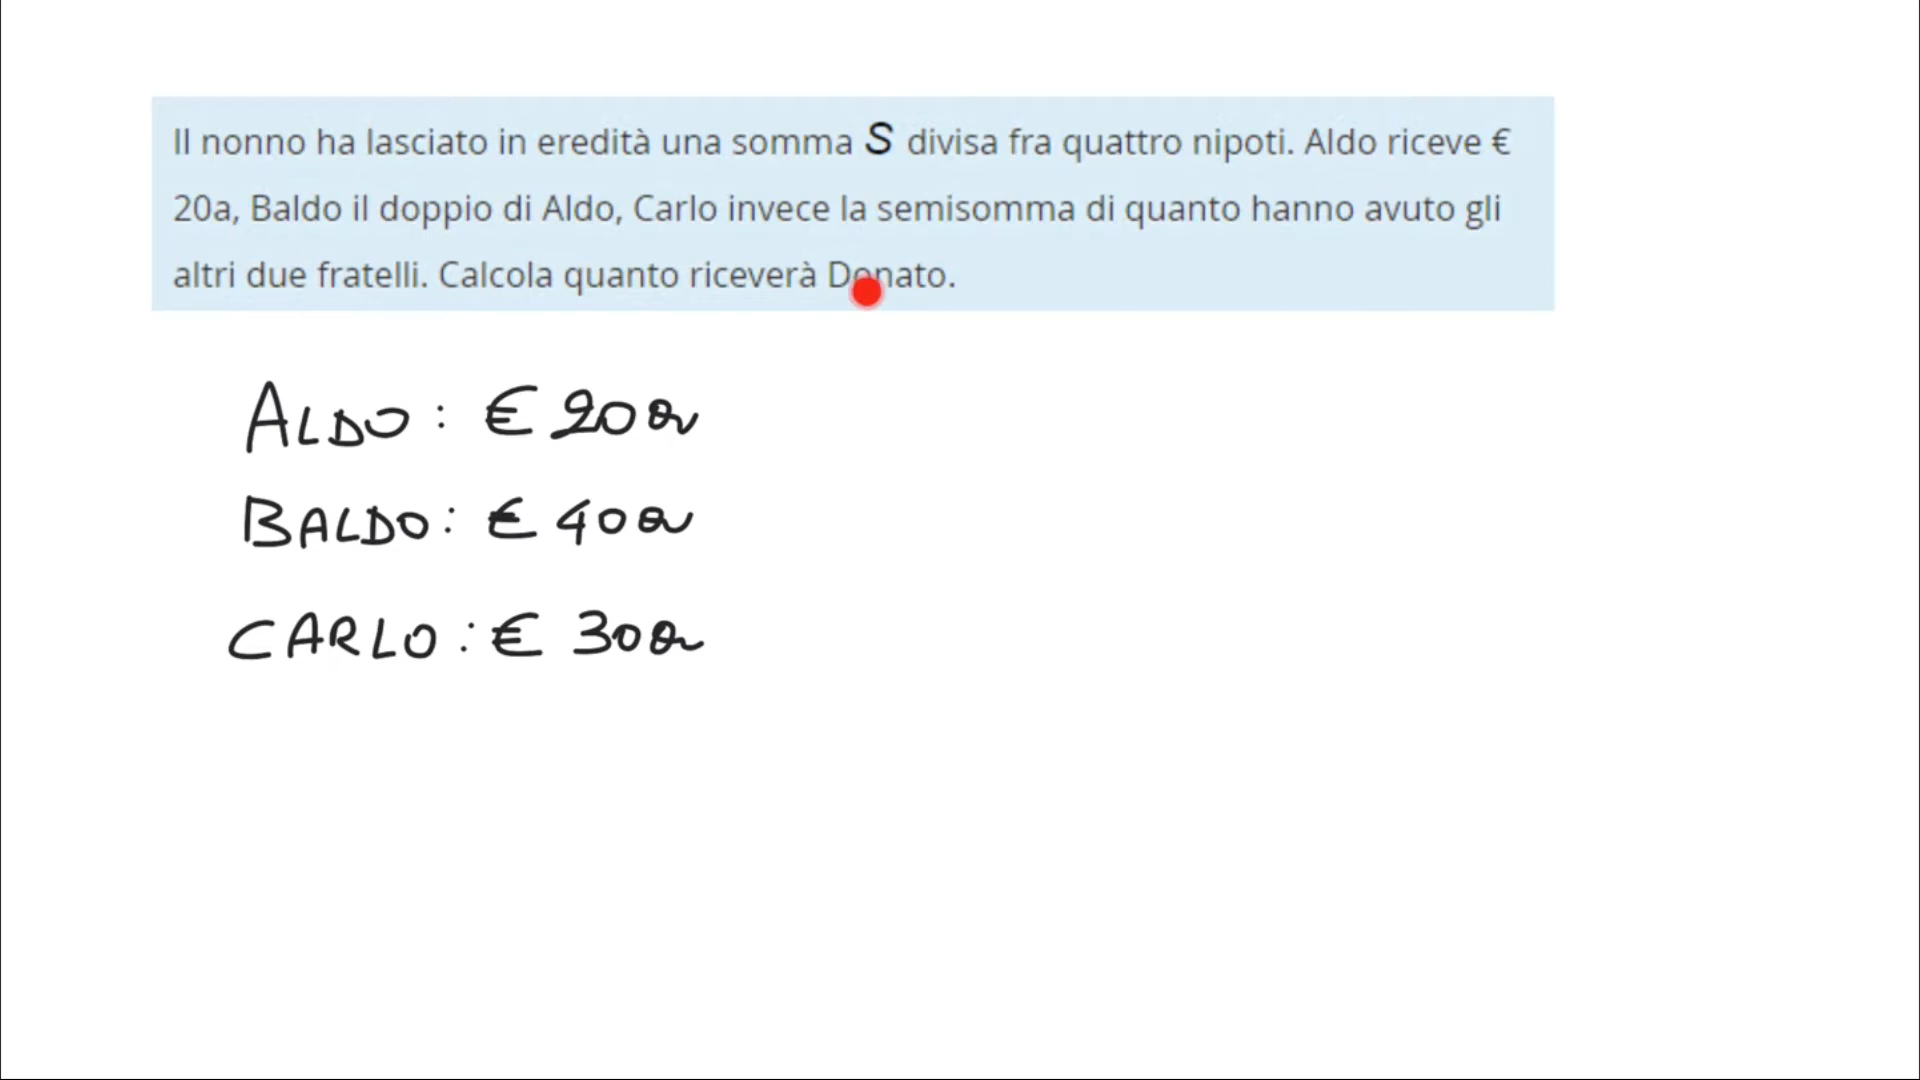 Il nonno ha lasciato in eredità una somma S divisa fra quattro nipoti. Aldo riceve €
20a, Baldo il doppio di Aldo, Carlo invece la semisomma di quanto hanno avuto gli
altri due fratelli. Calcola quanto riceverà Donato.
ALDO: € 20a
BALDO: € 40a
CARLO: € 30a